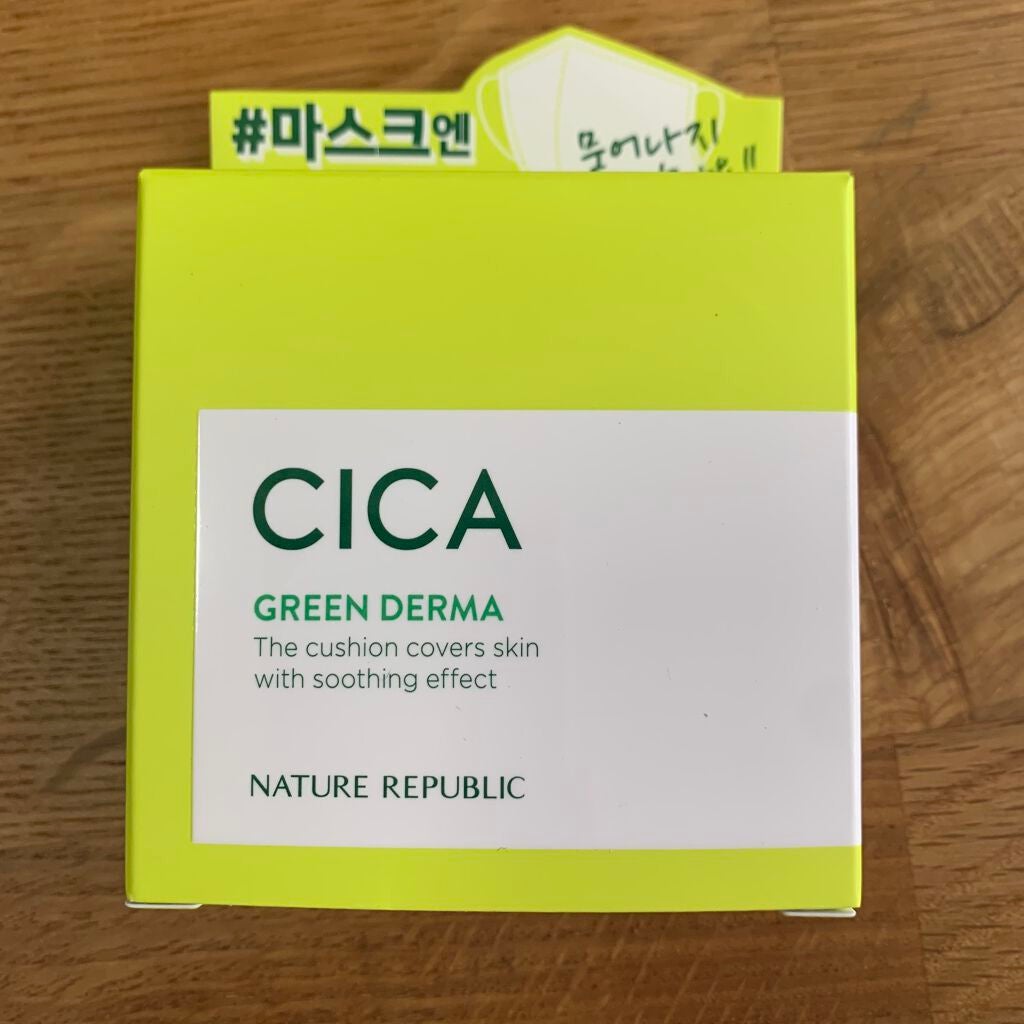 #마스크엔
묻어나지
CICA
GREEN DERMA
The cushion covers skin
with soothing effect
NATURE REPUBLIC